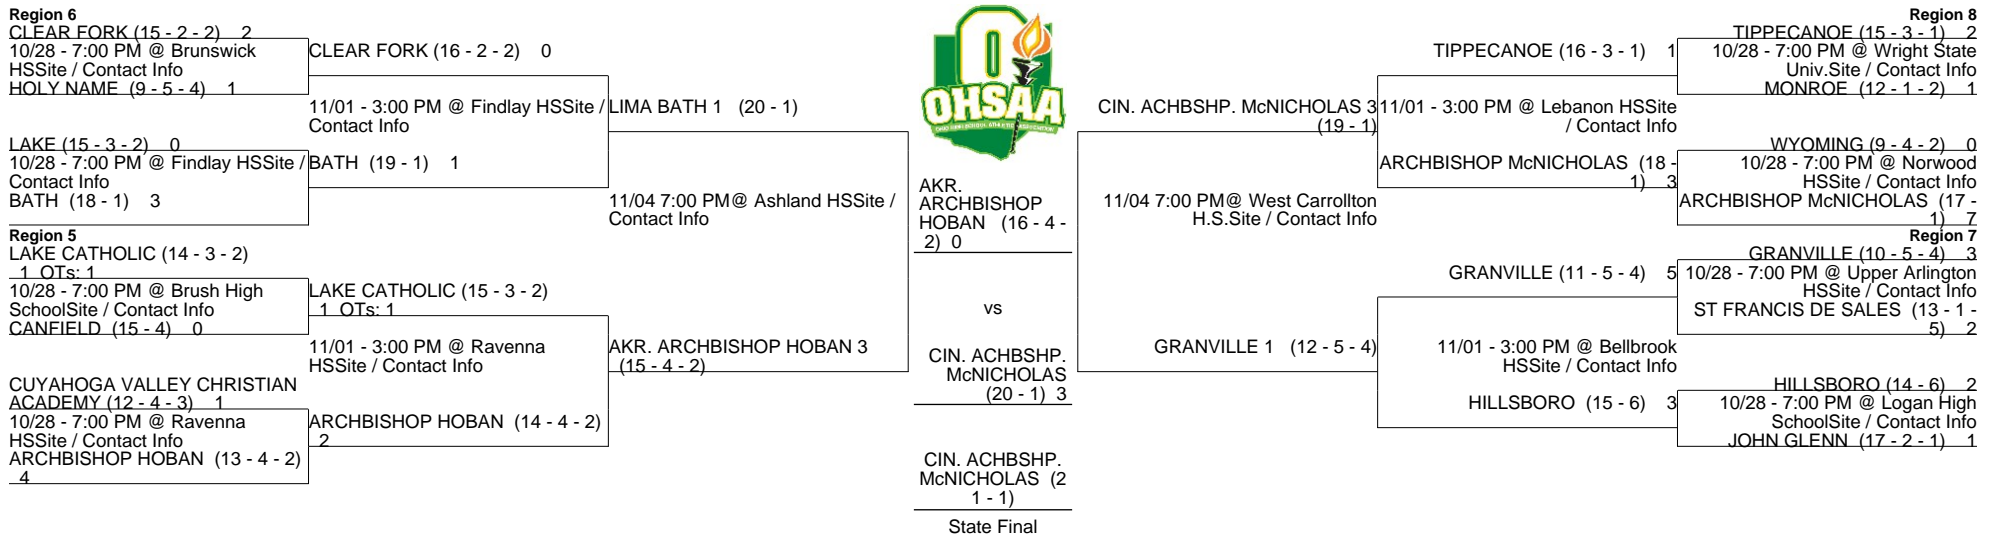 Region 6
CLEAR FORK (15 - 2 - 2) 2
10/28 - 7:00 PM @ Brunswick
HSSite / Contact Info
HOLY NAME (9 - 5 - 4) 1
LAKE (15 - 3 - 2) 0
10/28 - 7:00 PM @ Findlay HSSite /
Contact Info
BATH (18 - 1) 3
Region 5
LAKE CATHOLIC (14 - 3 - 2)
1 OTs: 1
10/28 - 7:00 PM @ Brush High
SchoolSite / Contact Info
CANFIELD (15 - 4) 0
CUYAHOGA VALLEY CHRISTIAN
ACADEMY (12 - 4 - 3) 1
10/28 - 7:00 PM @ Ravenna
HSSite / Contact Info
ARCHBISHOP HOBAN (13 - 4 - 2)
4
CLEAR FORK (16 - 2 - 2) 0
11/01 - 3:00 PM @ Findlay HSSite /
Contact Info
BATH (19 - 1) 1
LAKE CATHOLIC (15 - 3 - 2)
1 OTs: 1
11/01 - 3:00 PM @ Ravenna
HSSite / Contact Info
ARCHBISHOP HOBAN (14 - 4 - 2)
2
LIMA BATH 1 (20 - 1)
11/04 7:00 PM@ Ashland HSSite /
Contact Info
AKR. ARCHBISHOP HOBAN 3
(15 - 4 - 2)
OHSAA
AKR.
ARCHBISHOP
HOBAN (16 - 4 -
2) 0
vs
CIN. ACHBSHP.
McNICHOLAS
(20 - 1) 3
CIN. ACHBSHP.
McNICHOLAS (2
1 - 1)
State Final
CIN. ACHBSHP. McNICHOLAS 3
(19 - 1)
11/04 7:00 PM@ West Carrollton
H.S.Site / Contact Info
GRANVILLE 1 (12 - 5 - 4)
TIPPECANOE (16 - 3 - 1) 1
11/01 - 3:00 PM @ Lebanon HSSite
/ Contact Info
ARCHBISHOP McNICHOLAS (18 -
1) 3
GRANVILLE (11 - 5 - 4) 5
11/01 - 3:00 PM @ Bellbrook
HSSite / Contact Info
HILLSBORO (15 - 6) 3
Region 8
TIPPECANOE (15 - 3 - 1) 2
10/28 - 7:00 PM @ Wright State
Univ.Site / Contact Info
MONROE (12 - 1 - 2) 1
WYOMING (9 - 4 - 2) 0
10/28 - 7:00 PM @ Norwood
HSSite / Contact Info
ARCHBISHOP McNICHOLAS (17 -
1) 7
Region 7
GRANVILLE (10 - 5 - 4) 3
10/28 - 7:00 PM @ Upper Arlington
HSSite / Contact Info
ST FRANCIS DE SALES (13 - 1 -
5) 2
HILLSBORO (14 - 6) 2
10/28 - 7:00 PM @ Logan High
SchoolSite / Contact Info
JOHN GLENN (17 - 2 - 1) 1